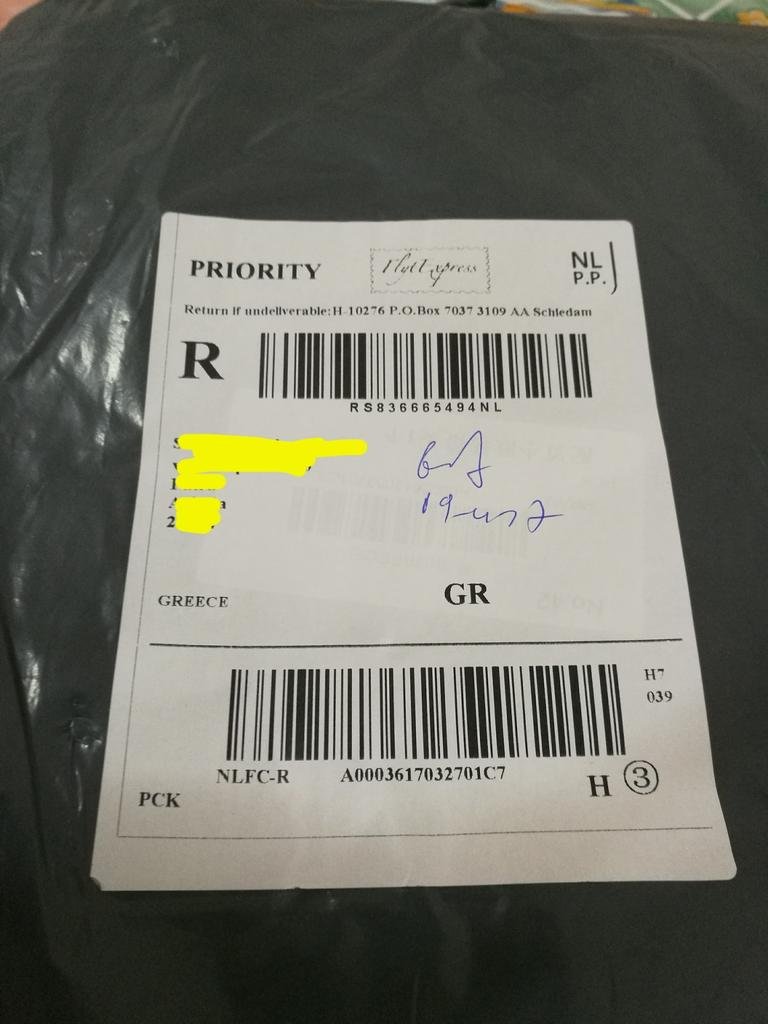 PRIORITY
FlytExpress
NL
P.P.
Return if undeliverable:H-10276 P.O.Box 7037 3109 AA Schiedam
R
RS836665494NL
GREECE
GR
H7
039
NLFC-R A0003617032701C7
H ③
PCK